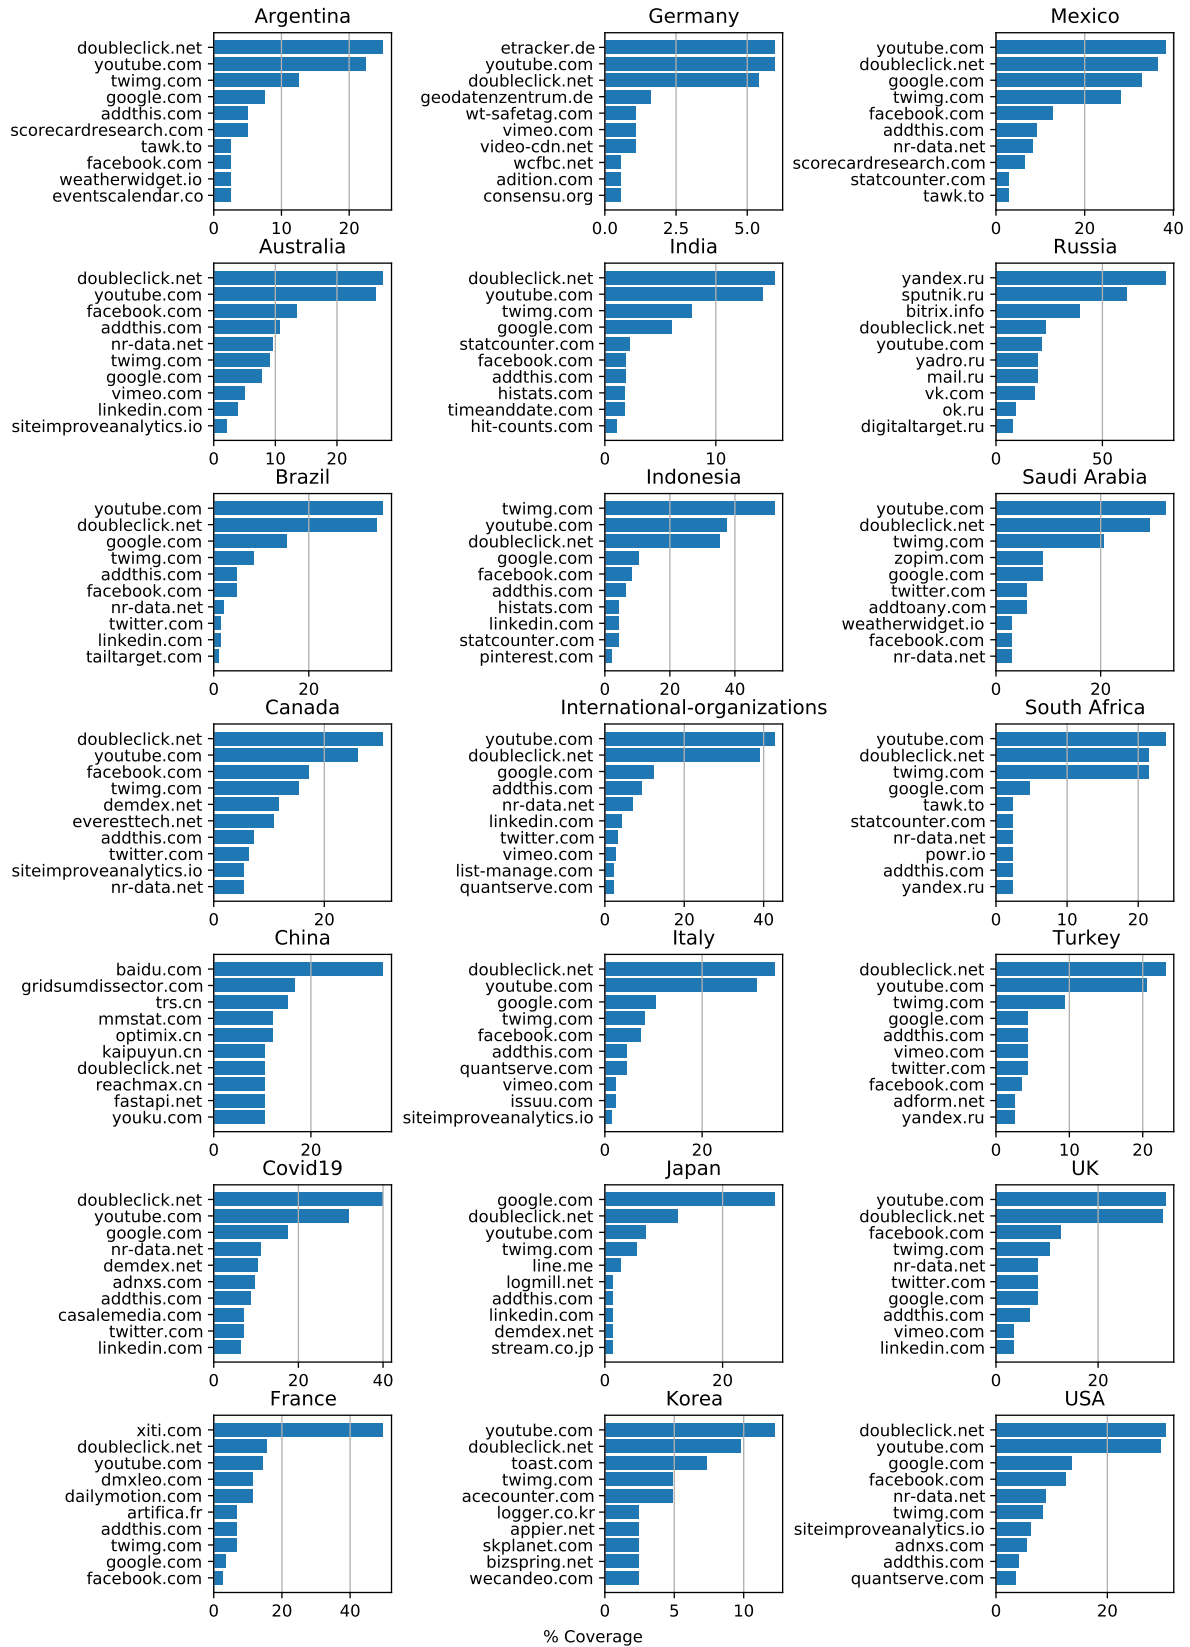 Argentina
doubleclick.net
youtube.com
twimg.com
google.com
addthis.com
scorecardresearch.com
tawk.to
facebook.com
weatherwidget.io
eventscalendar.co
0 10 20
Germany
etracker.de
youtube.com
doubleclick.net
geodatenzentrum.de
wt-safetag.com
vimeo.com
video-cdn.net
wcfbc.net
adition.com
consensu.org
0.0 2.5 5.0
Mexico
youtube.com
doubleclick.net
google.com
twimg.com
facebook.com
addthis.com
nr-data.net
scorecardresearch.com
statcounter.com
tawk.to
0 20 40
Australia
doubleclick.net
youtube.com
facebook.com
addthis.com
nr-data.net
twimg.com
google.com
vimeo.com
linkedin.com
siteimproveanalytics.io
0 10 20
India
doubleclick.net
youtube.com
twimg.com
google.com
statcounter.com
facebook.com
addthis.com
histats.com
timeanddate.com
hit-counts.com
0 10
Russia
yandex.ru
sputnik.ru
bitrix.info
doubleclick.net
youtube.com
yadro.ru
mail.ru
vk.com
ok.ru
digitaltarget.ru
0 50
Brazil
youtube.com
doubleclick.net
google.com
twimg.com
addthis.com
facebook.com
nr-data.net
twitter.com
linkedin.com
tailtarget.com
0 20
Indonesia
twimg.com
youtube.com
doubleclick.net
google.com
facebook.com
addthis.com
histats.com
linkedin.com
statcounter.com
pinterest.com
0 20 40
Saudi Arabia
youtube.com
doubleclick.net
twimg.com
zopim.com
google.com
twitter.com
addtoany.com
weatherwidget.io
facebook.com
nr-data.net
0 20
Canada
doubleclick.net
youtube.com
facebook.com
twimg.com
demdex.net
everesttech.net
addthis.com
twitter.com
siteimproveanalytics.io
nr-data.net
0 20
International-organizations
youtube.com
doubleclick.net
google.com
addthis.com
nr-data.net
linkedin.com
twitter.com
vimeo.com
list-manage.com
quantserve.com
0 20 40
South Africa
youtube.com
doubleclick.net
twimg.com
google.com
tawk.to
statcounter.com
nr-data.net
powr.io
addthis.com
yandex.ru
0 10 20
China
baidu.com
gridsumdissector.com
trs.cn
mmstat.com
optimix.cn
kaipuyun.cn
doubleclick.net
reachmax.cn
fastapi.net
youku.com
0 20
Italy
doubleclick.net
youtube.com
google.com
twimg.com
facebook.com
addthis.com
quantserve.com
vimeo.com
issuu.com
siteimproveanalytics.io
0 20
Turkey
doubleclick.net
youtube.com
twimg.com
google.com
addthis.com
vimeo.com
twitter.com
facebook.com
adform.net
yandex.ru
0 10 20
Covid19
doubleclick.net
youtube.com
google.com
nr-data.net
demdex.net
adnxs.com
addthis.com
casalemedia.com
twitter.com
linkedin.com
0 20 40
Japan
google.com
doubleclick.net
youtube.com
twimg.com
line.me
logmill.net
addthis.com
linkedin.com
demdex.net
stream.co.jp
0 20
UK
youtube.com
doubleclick.net
facebook.com
twimg.com
nr-data.net
twitter.com
google.com
addthis.com
vimeo.com
linkedin.com
0 20
France
xiti.com
doubleclick.net
youtube.com
dmxleo.com
dailymotion.com
artifica.fr
addthis.com
twimg.com
google.com
facebook.com
0 20 40
Korea
youtube.com
doubleclick.net
toast.com
twimg.com
acecounter.com
logger.co.kr
appier.net
skplanet.com
bizspring.net
wecandeo.com
0 5 10
USA
doubleclick.net
youtube.com
google.com
facebook.com
nr-data.net
twimg.com
siteimproveanalytics.io
adnxs.com
addthis.com
quantserve.com
0 20
% Coverage